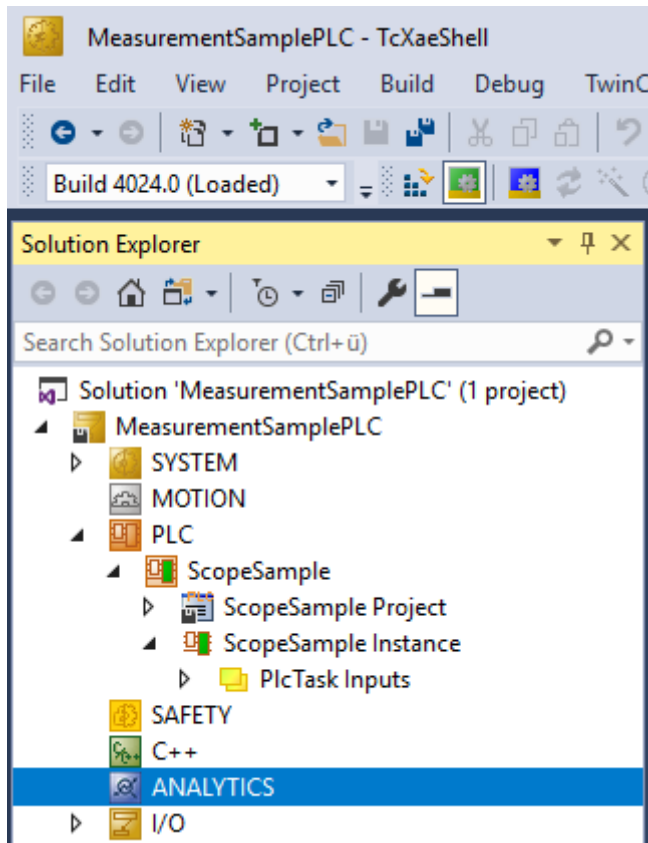 MeasurementSamplePLC - TcXaeShell
File Edit View Project Build Debug TwinC
Build 4024.0 (Loaded)
Solution Explorer
Search Solution Explorer (Ctrl+ü)
Solution 'MeasurementSamplePLC' (1 project)
MeasurementSamplePLC
SYSTEM
MOTION
PLC
ScopeSample
ScopeSample Project
ScopeSample Instance
PlcTask Inputs
SAFETY
C++
ANALYTICS
I/O